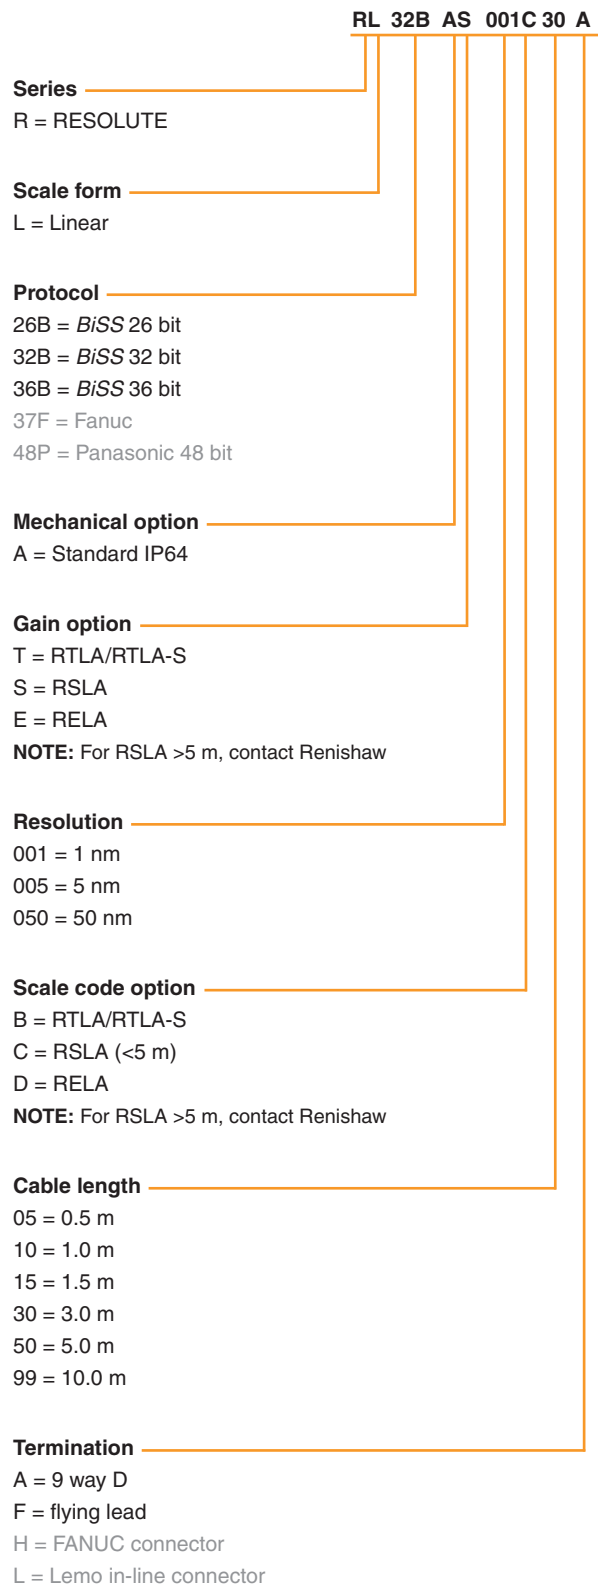 RL 32B AS 001C 30 A
Series
R = RESOLUTE
Scale form
L = Linear
Protocol
26B = BiSS 26 bit
32B = BiSS 32 bit
36B = BiSS 36 bit
37F = Fanuc
48P = Panasonic 48 bit
Mechanical option
A = Standard IP64
Gain option
T = RTLA/RTLA-S
S = RSLA
E = RELA
NOTE: For RSLA >5 m, contact Renishaw
Resolution
001 = 1 nm
005 = 5 nm
050 = 50 nm
Scale code option
B = RTLA/RTLA-S
C = RSLA (<5 m)
D = RELA
NOTE: For RSLA >5 m, contact Renishaw
Cable length
05 = 0.5 m
10 = 1.0 m
15 = 1.5 m
30 = 3.0 m
50 = 5.0 m
99 = 10.0 m
Termination
A = 9 way D
F = flying lead
H = FANUC connector
L = Lemo in-line connector